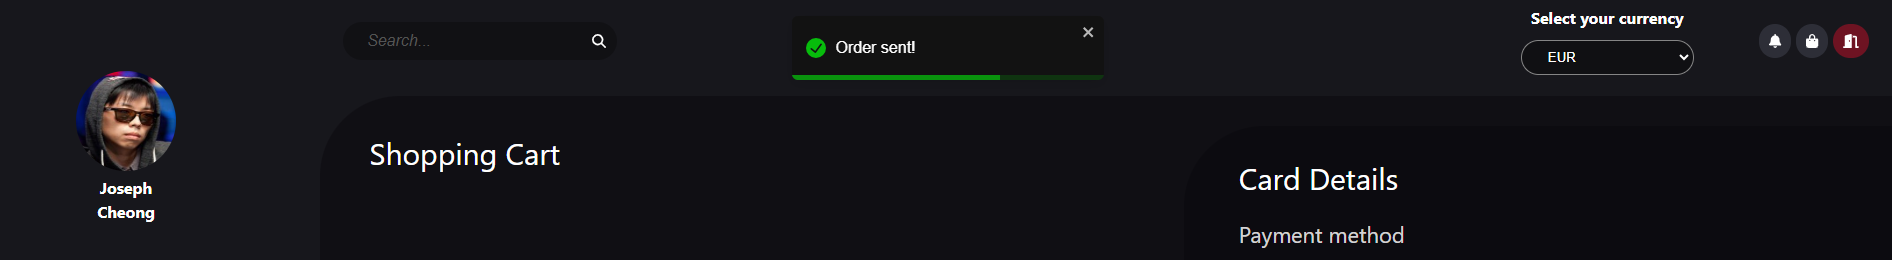 Search...
Order sent!
Select your currency
EUR
Joseph
Cheong
Shopping Cart
Card Details
Payment method